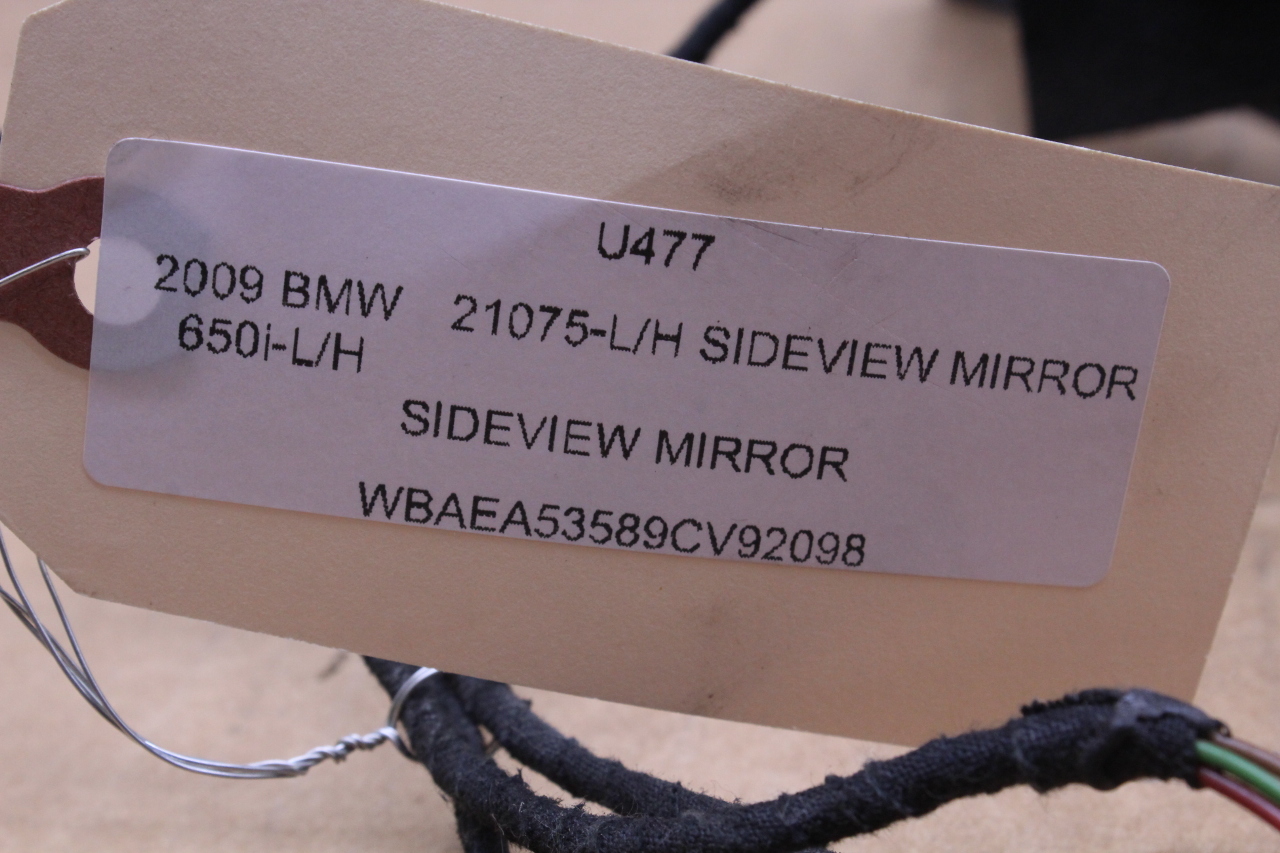 U477
2009 BMW 21075-L/H SIDEVIEW MIRROR
650i-L/H
SIDEVIEW MIRROR
WBAEA53589CV92098